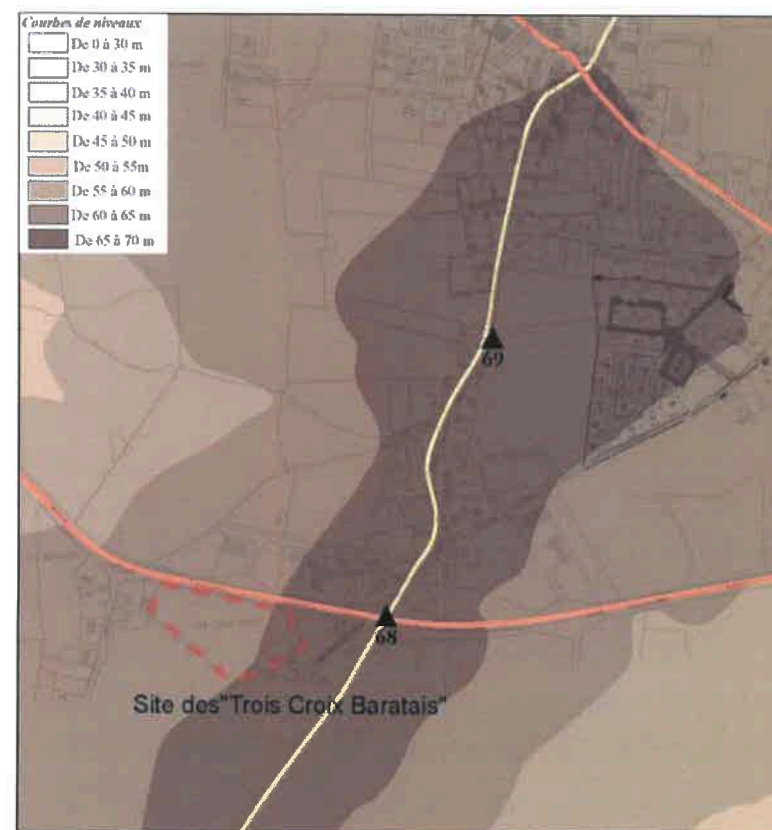 Courbes de niveaux
De 0 à 30 m
De 30 à 35 m
De 35 à 40 m
De 40 à 45 m
De 45 à 50 m
De 50 à 55m
De 55 à 60 m
De 60 à 65 m
De 65 à 70 m
69
68
Site des"Trois Croix Baratais"